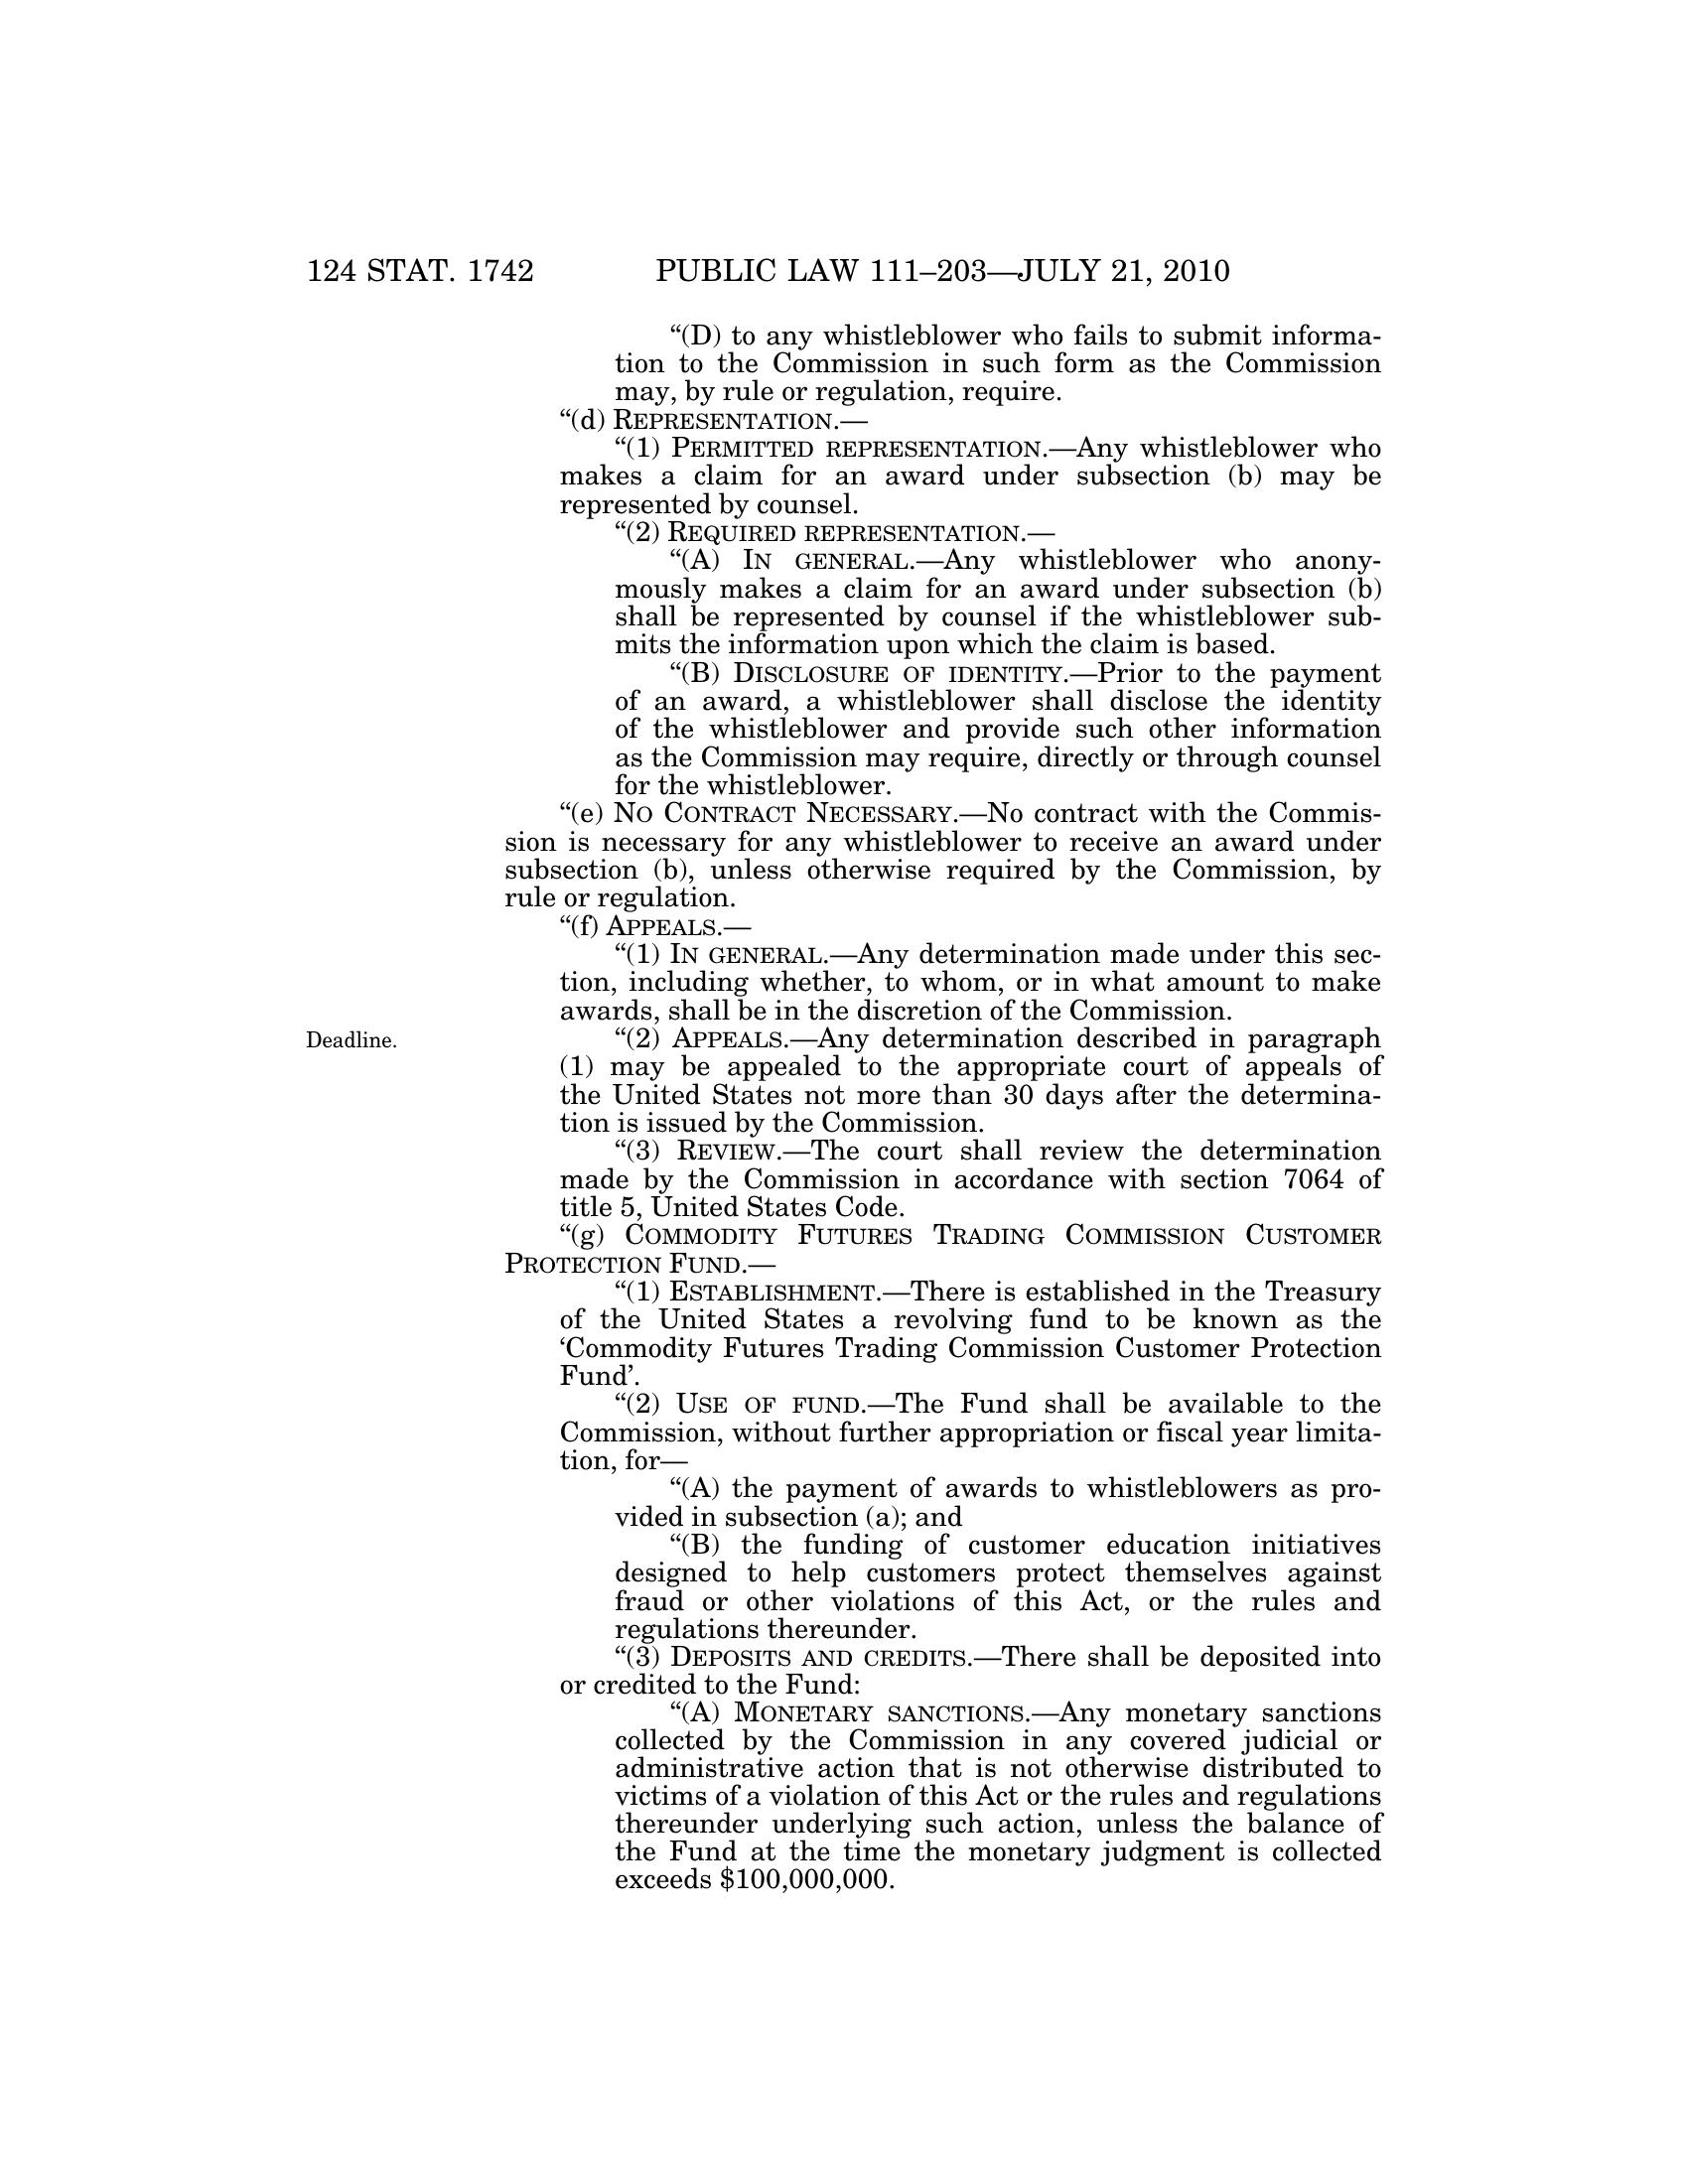 124 STAT. 1742 PUBLIC LAW 111–203—JULY 21, 2010
“(D) to any whistleblower who fails to submit informa-
tion to the Commission in such form as the Commission
may, by rule or regulation, require.
“(d) REPRESENTATION.—
“(1) PERMITTED REPRESENTATION.—Any whistleblower who
makes a claim for an award under subsection (b) may be
represented by counsel.
“(2) REQUIRED REPRESENTATION.—
“(A) IN GENERAL.—Any whistleblower who anony-
mously makes a claim for an award under subsection (b)
shall be represented by counsel if the whistleblower sub-
mits the information upon which the claim is based.
“(B) DISCLOSURE OF IDENTITY.—Prior to the payment
of an award, a whistleblower shall disclose the identity
of the whistleblower and provide such other information
as the Commission may require, directly or through counsel
for the whistleblower.
“(e) NO CONTRACT NECESSARY.—No contract with the Commis-
sion is necessary for any whistleblower to receive an award under
subsection (b), unless otherwise required by the Commission, by
rule or regulation.
“(f) APPEALS.—
“(1) IN GENERAL.—Any determination made under this sec-
tion, including whether, to whom, or in what amount to make
awards, shall be in the discretion of the Commission.
Deadline.
“(2) APPEALS.—Any determination described in paragraph
(1) may be appealed to the appropriate court of appeals of
the United States not more than 30 days after the determina-
tion is issued by the Commission.
“(3) REVIEW.—The court shall review the determination
made by the Commission in accordance with section 7064 of
title 5, United States Code.
“(g) COMMODITY FUTURES TRADING COMMISSION CUSTOMER
PROTECTION FUND.—
“(1) ESTABLISHMENT.—There is established in the Treasury
of the United States a revolving fund to be known as the
‘Commodity Futures Trading Commission Customer Protection
Fund’.
“(2) USE OF FUND.—The Fund shall be available to the
Commission, without further appropriation or fiscal year limita-
tion, for—
“(A) the payment of awards to whistleblowers as pro-
vided in subsection (a); and
“(B) the funding of customer education initiatives
designed to help customers protect themselves against
fraud or other violations of this Act, or the rules and
regulations thereunder.
“(3) DEPOSITS AND CREDITS.—There shall be deposited into
or credited to the Fund:
“(A) MONETARY SANCTIONS.—Any monetary sanctions
collected by the Commission in any covered judicial or
administrative action that is not otherwise distributed to
victims of a violation of this Act or the rules and regulations
thereunder underlying such action, unless the balance of
the Fund at the time the monetary judgment is collected
exceeds $100,000,000.